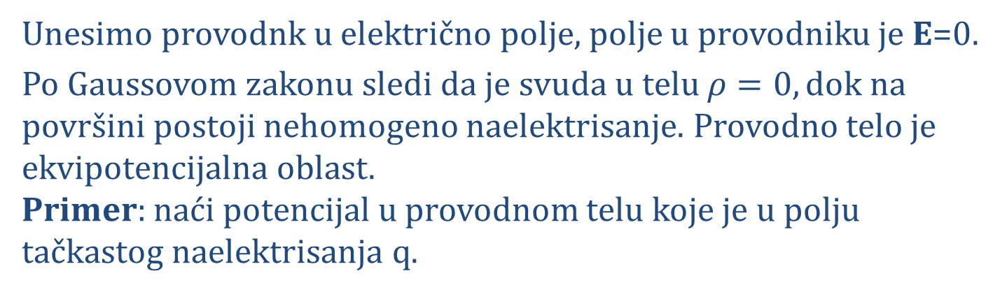 Unesimo provodnk u električno polje, polje u provodniku je E=0.
Po Gaussovom zakonu sledi da je svuda u telu ρ = 0, dok na
površini postoji nehomogeno naelektrisanje. Provodno telo je
ekvipotencijalna oblast.
Primer: naći potencijal u provodnom telu koje je u polju
tačkastog naelektrisanja q.